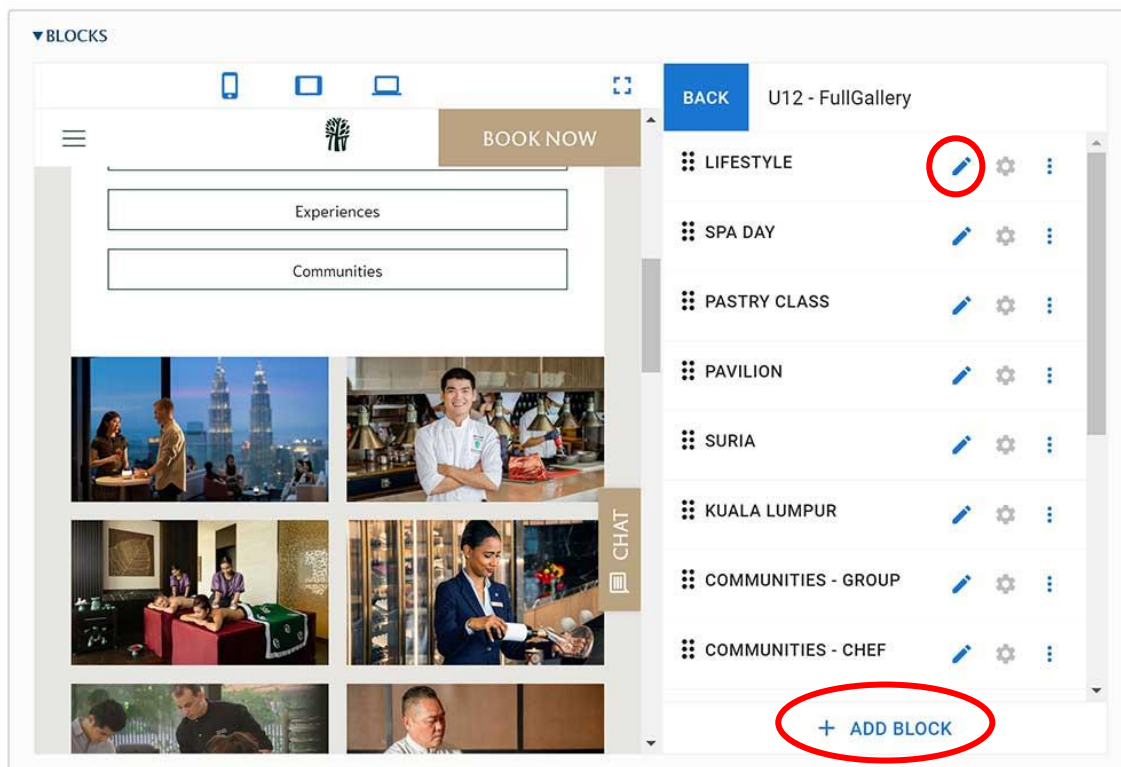 ▼BLOCKS
BACK
U12 - FullGallery
BOOK NOW
Experiences
Communities
CHAT
LIFESTYLE
SPA DAY
PASTRY CLASS
PAVILION
SURIA
KUALA LUMPUR
COMMUNITIES - GROUP
COMMUNITIES - CHEF
+ ADD BLOCK